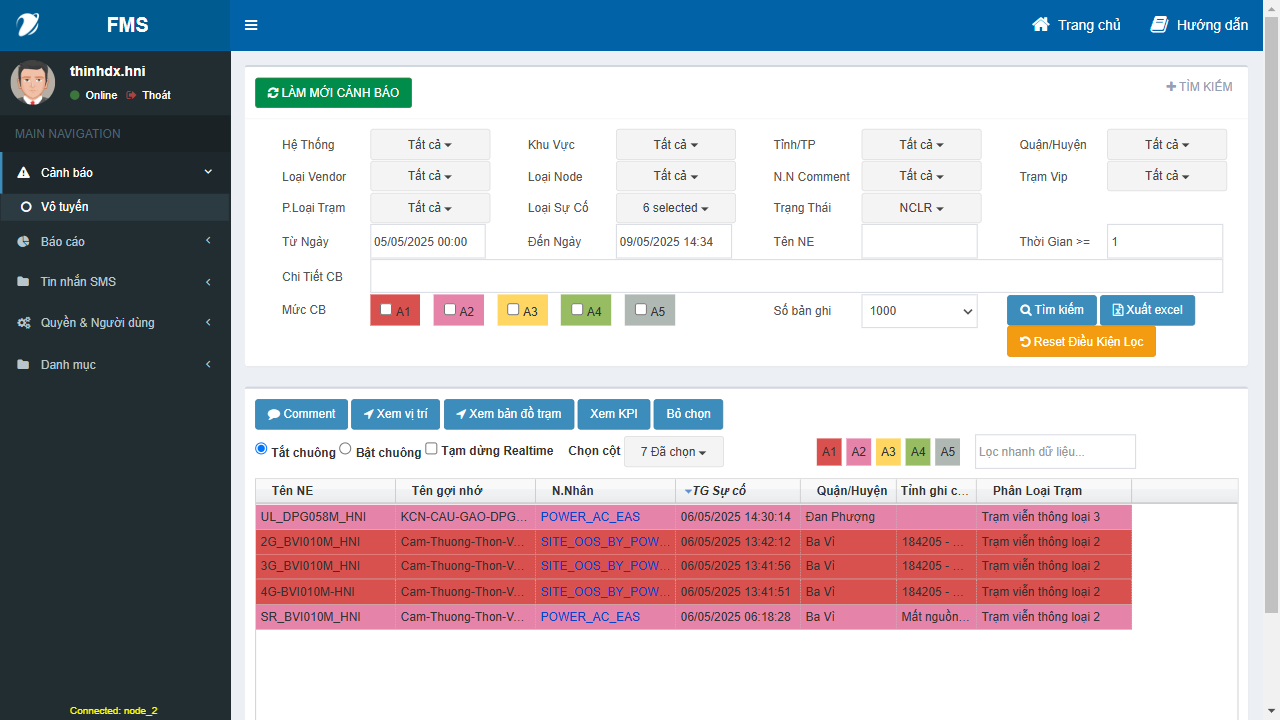 FMS
Trang chủ
Hướng dẫn
thinhdx.hni
Online
Thoát
MAIN NAVIGATION
Cảnh báo
Vô tuyến
Báo cáo
Tin nhắn SMS
Quyền & Người dùng
Danh mục
Connected: node_2
LÀM MỚI CẢNH BÁO
TÌM KIẾM
Hệ Thống Tất cả Khu Vực Tất cả Tỉnh/TP Tất cả Quận/Huyện Tất cả
Loại Vendor Tất cả Loại Node Tất cả N.N Comment Tất cả Trạm Vip Tất cả
P.Loại Trạm Tất cả Loại Sự Cố 6 selected Trạng Thái NCLR
Từ Ngày 05/05/2025 00:00 Đến Ngày 09/05/2025 14:34 Tên NE Thời Gian >= 1
Chi Tiết CB
Mức CB A1 A2 A3 A4 A5 Số bản ghi 1000 Tìm kiếm Xuất excel
Reset Điều Kiện Lọc
Comment Xem vị trí Xem bản đồ trạm Xem KPI Bỏ chọn
Tắt chuông Bật chuông Tạm dừng Realtime Chọn cột 7 Đã chọn A1 A2 A3 A4 A5 Lọc nhanh dữ liệu...
Tên NE Tên gợi nhớ N.Nhân TG Sự cố Quận/Huyện Tỉnh ghi c... Phân Loại Trạm
UL_DPG058M_HNI KCN-CAU-GAO-DPG... POWER_AC_EAS 06/05/2025 14:30:14 Đan Phượng Trạm viễn thông loại 3
2G_BVI010M_HNI Cam-Thuong-Thon-V... SITE_OOS_BY_POW... 06/05/2025 13:42:12 Ba Vì 184205 - ... Trạm viễn thông loại 2
3G_BVI010M_HNI Cam-Thuong-Thon-V... SITE_OOS_BY_POW... 06/05/2025 13:41:56 Ba Vì 184205 - ... Trạm viễn thông loại 2
4G-BVI010M-HNI Cam-Thuong-Thon-V... SITE_OOS_BY_POW... 06/05/2025 13:41:51 Ba Vì 184205 - ... Trạm viễn thông loại 2
SR_BVI010M_HNI Cam-Thuong-Thon-V... POWER_AC_EAS 06/05/2025 06:18:28 Ba Vì Mất nguồn... Trạm viễn thông loại 2